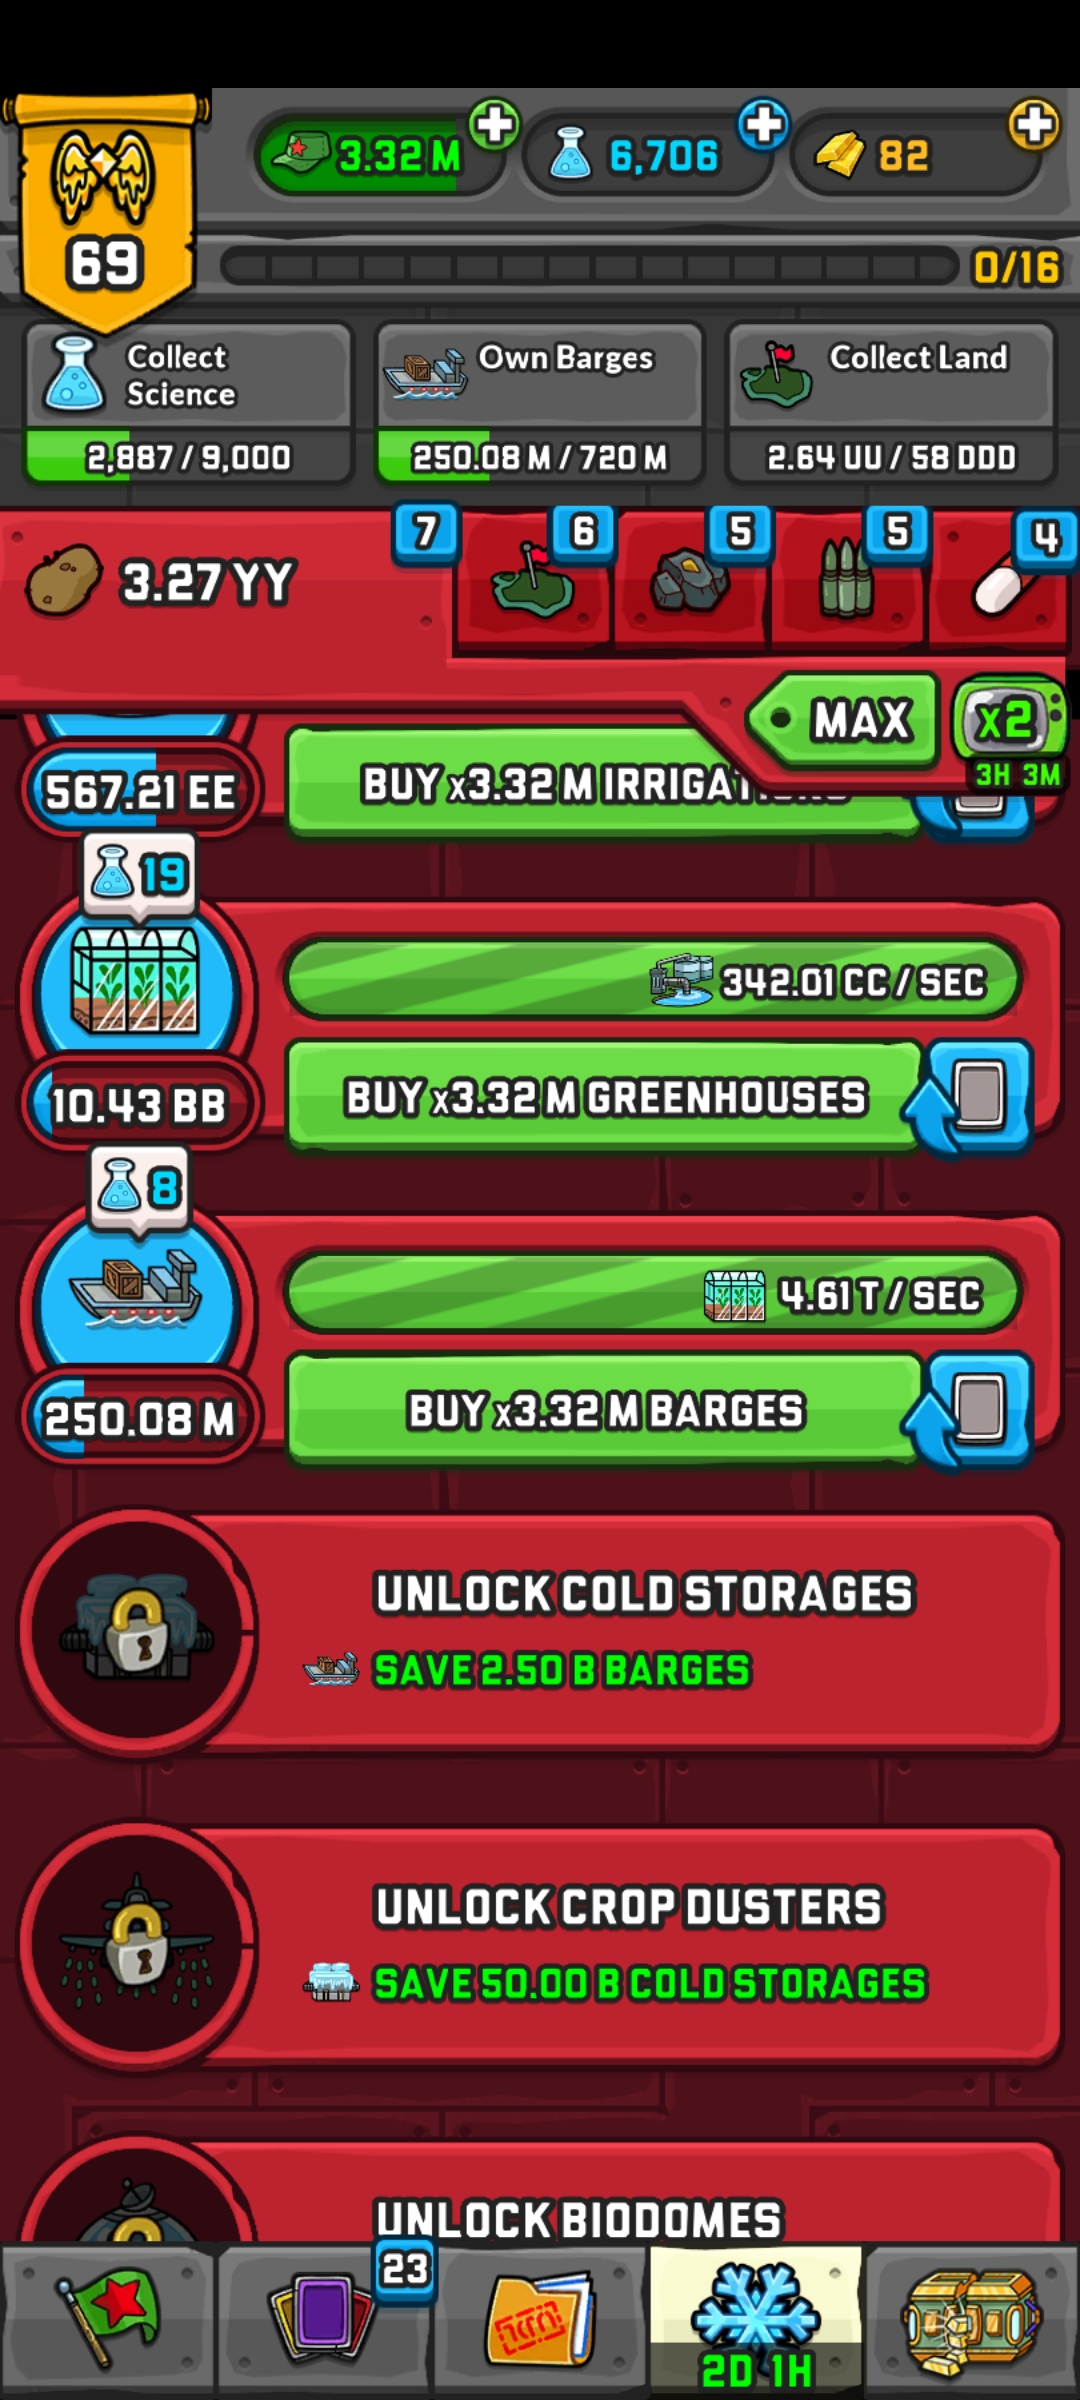 3.32 M
6,706
82
69
0/16
Collect Science
2,887 / 9,000
Own Barges
250.08 M / 720 M
Collect Land
2.64 UU / 58 DDD
3.27 YY
7
6
5
5
4
MAX
x2
3H 3M
567.21 EE
BUY x3.32 M
19
342.01 CC / SEC
10.43 BB
BUY x3.32 M GREENHOUSES
8
4.61 T / SEC
250.08 M
BUY x3.32 M BARGES
UNLOCK COLD STORAGES
SAVE 2.50 B BARGES
UNLOCK CROP DUSTERS
SAVE 50.00 B COLD STORAGES
UNLOCK BIODOMES
23
2D 1H